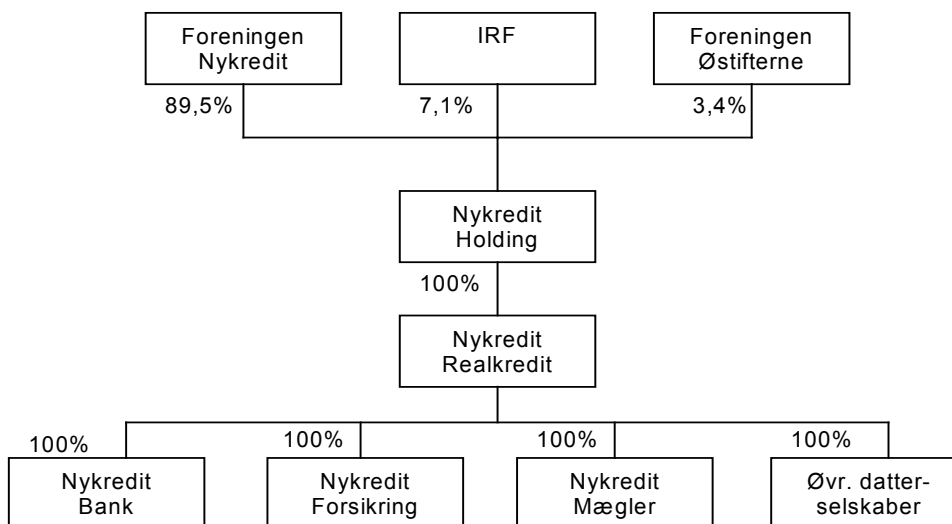 Foreningen
Nykredit
IRF
Foreningen
Østifterne
89,5%
7,1%
3,4%
Nykredit
Holding
100%
Nykredit
Realkredit
100%
100%
100%
100%
Nykredit
Bank
Nykredit
Forsikring
Nykredit
Mægler
Øvr. datter-
selskaber